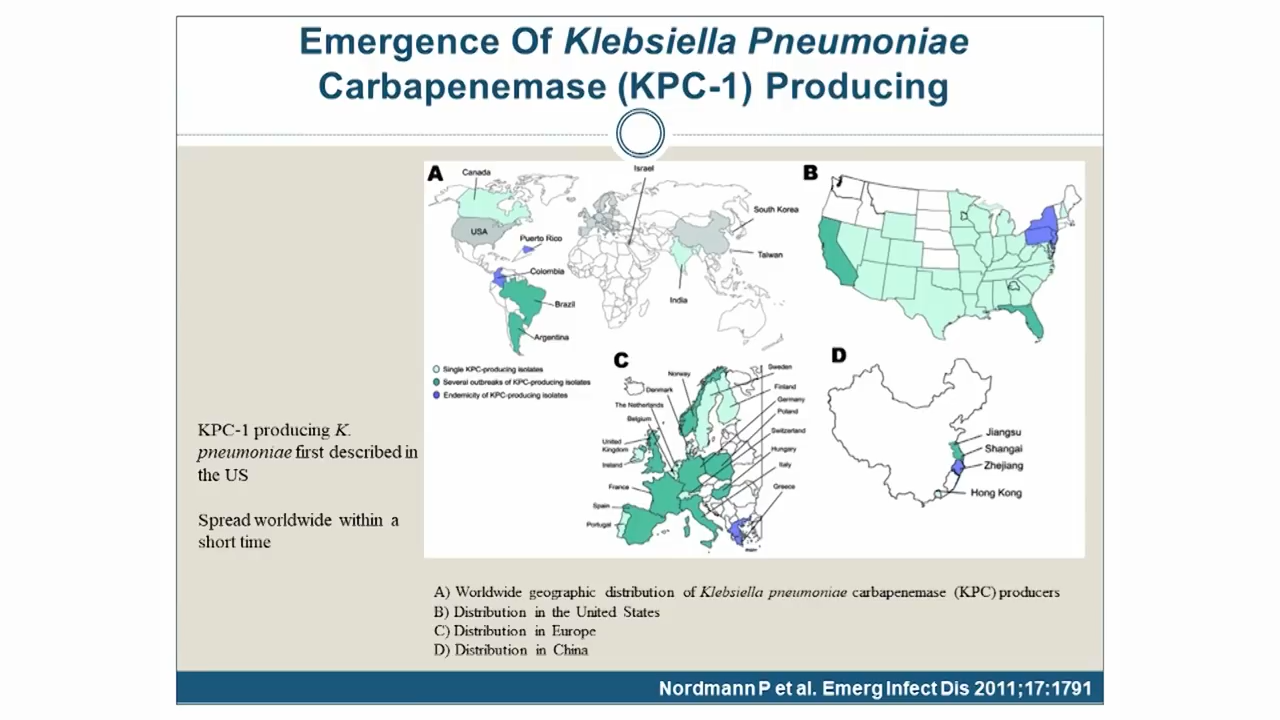 Emergence Of Klebsiella Pneumoniae
Carbapenemase (KPC-1) Producing
A
Canada
USA
Puerto Rico
Colombia
Brazil
Argentina
Israel
South Korea
Taiwan
India
Single KPC-producing isolates
Several outbreaks of KPC-producing isolates
Endemicity of KPC-producing isolates
B
C
Norway
Denmark
The Netherlands
Belgium
United
Kingdom
Ireland
France
Spain
Portugal
Sweden
Finland
Germany
Poland
Switzerland
Hungary
Italy
Greece
D
Jiangsu
Shangai
Zhejiang
Hong Kong
KPC-1 producing K.
pneumoniae first described in
the US
Spread worldwide within a
short time
A) Worldwide geographic distribution of Klebsiella pneumoniae carbapenemase (KPC) producers
B) Distribution in the United States
C) Distribution in Europe
D) Distribution in China
Nordmann P et al. Emerg Infect Dis 2011;17:1791